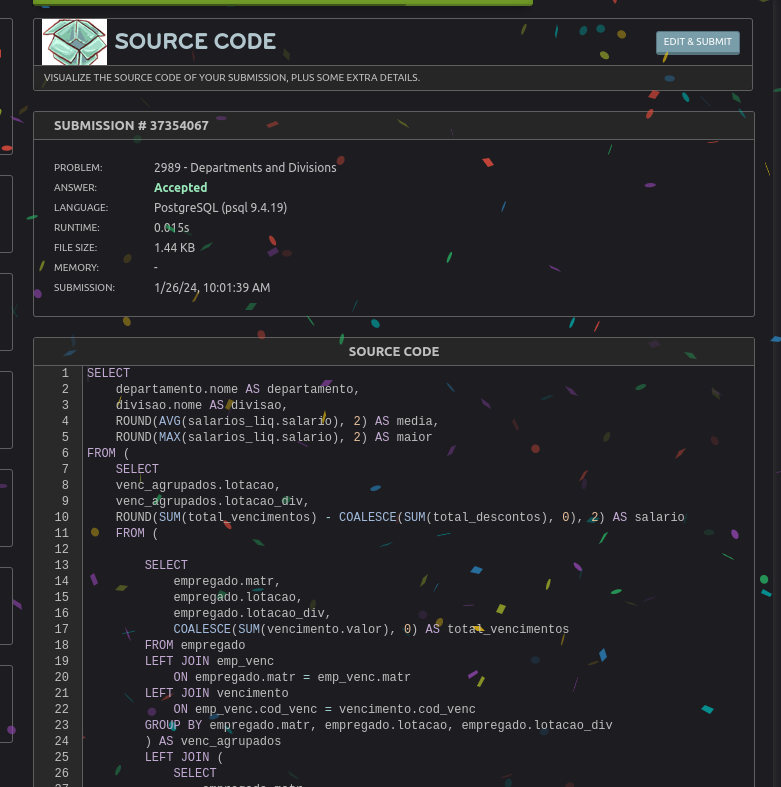 SOURCE CODE
EDIT & SUBMIT
VISUALIZE THE SOURCE CODE OF YOUR SUBMISSION, PLUS SOME EXTRA DETAILS.
SUBMISSION # 37354067
PROBLEM: 2989 - Departments and Divisions
ANSWER: Accepted
LANGUAGE: PostgreSQL (psql 9.4.19)
RUNTIME: 0.015s
FILE SIZE: 1.44 KB
MEMORY: -
SUBMISSION: 1/26/24, 10:01:39 AM
SOURCE CODE
1 SELECT
2 departamento.nome AS departamento,
3 divisao.nome AS divisao,
4 ROUND(AVG(salarios_liq.salario), 2) AS media,
5 ROUND(MAX(salarios_liq.salario), 2) AS maior
6 FROM (
7 SELECT
8 venc_agrupados.lotacao,
9 venc_agrupados.lotacao_div,
10 ROUND(SUM(total_vencimentos) - COALESCE(SUM(total_descontos), 0), 2) AS salario
11 FROM (
12
13 SELECT
14 empregado.matr,
15 empregado.lotacao,
16 empregado.lotacao_div,
17 COALESCE(SUM(vencimento.valor), 0) AS total_vencimentos
18 FROM empregado
19 LEFT JOIN emp_venc
20 ON empregado.matr = emp_venc.matr
21 LEFT JOIN vencimento
22 ON emp_venc.cod_venc = vencimento.cod_venc
23 GROUP BY empregado.matr, empregado.lotacao, empregado.lotacao_div
24 ) AS venc_agrupados
25 LEFT JOIN (
26 SELECT